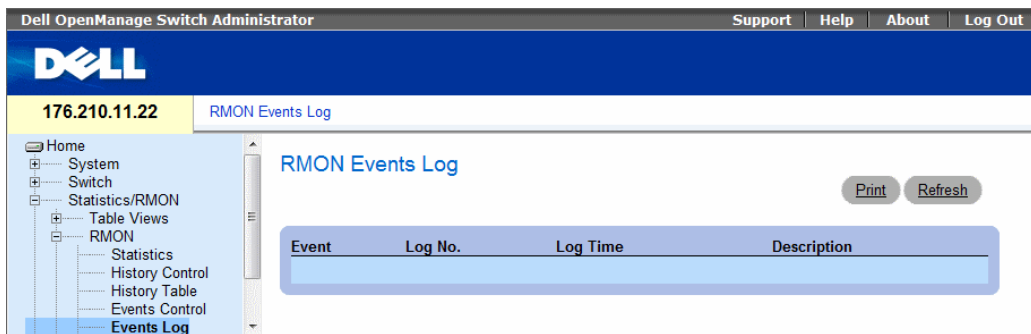 Dell OpenManage Switch Administrator
Support | Help | About | Log Out
DELL
176.210.11.22
RMON Events Log
Home
System
Switch
Statistics/RMON
Table Views
RMON
Statistics
History Control
History Table
Events Control
Events Log
RMON Events Log
Print
Refresh
Event Log No. Log Time Description